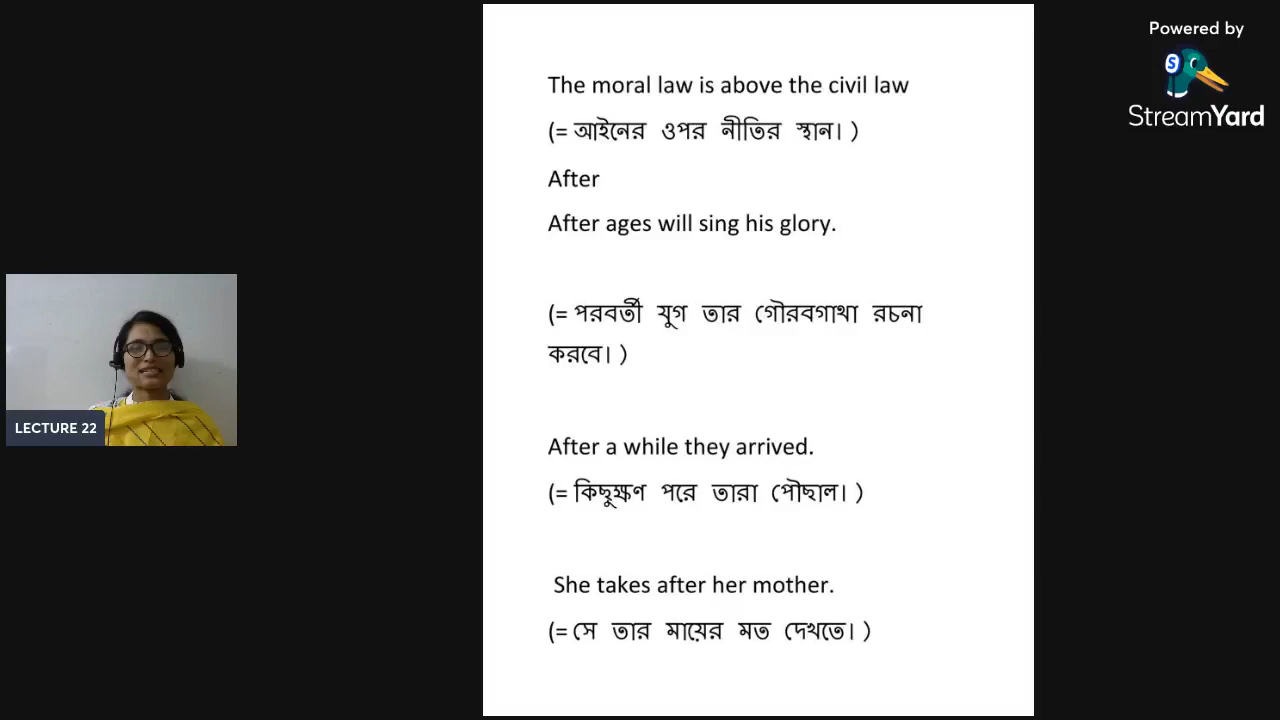 The moral law is above the civil law
(= আইনের ওপর নীতির স্থান। )
After
After ages will sing his glory.
(= পরবর্তী যুগ তার গৌরবগাথা রচনা
করবে। )
After a while they arrived.
(= কিছুক্ষণ পরে তারা পৌছাল। )
She takes after her mother.
(= সে তার মায়ের মত দেখতে। )
LECTURE 22
Powered by
StreamYard